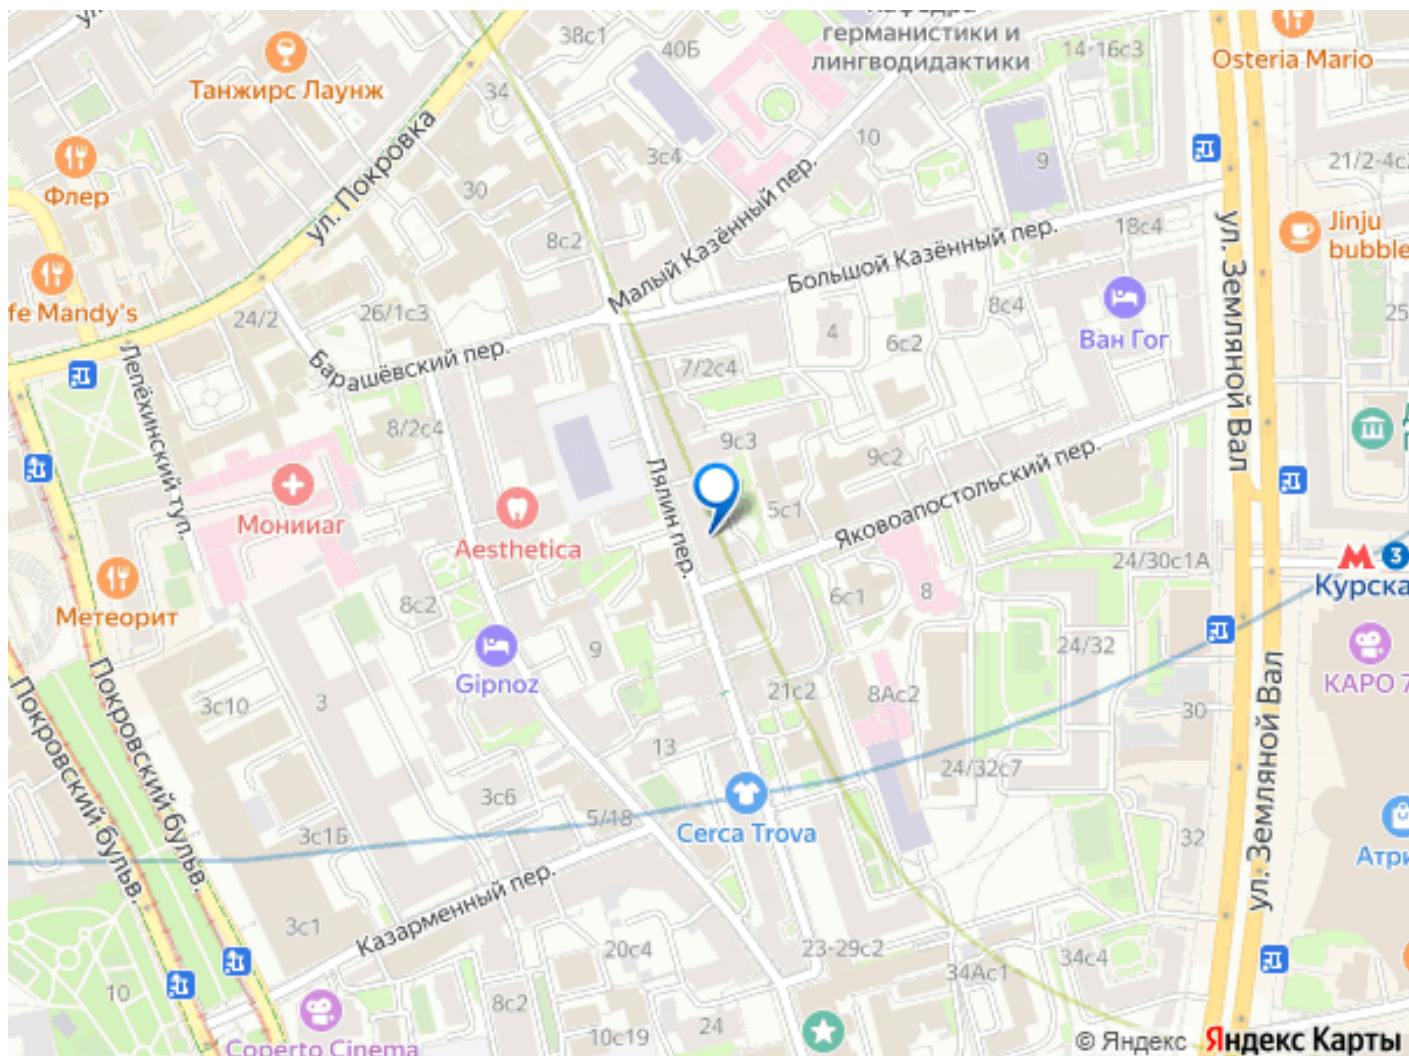 38с1
40Б
германистики и
лингводидактики
14-16с3
Osteria Mario
Танжирс Лаунж
34
10
3с4
9
21/2-4с2
Флер
ул. Покровка
30
Малый Казённый пер.
8с2
18с4
Jinju
bubble
Большой Казённый пер.
ул. Земляной Вал
fe Mandy's
24/2
26/1с3
8с4
25
4
6с2
Ван Гог
Лепёхинский туп.
Барашёвский пер.
7/2с4
8/2с4
9с3
9с2
Монииаг
Лялин пер.
5с1
Яковоапостольский пер.
Aesthetica
24/30с1А
3
Курска
Метеорит
8с2
6с1
8
9
24/32
Gipnoz
21с2
8Ас2
КАРО 7
3с10
3
30
Покровский бульв.
Покровский бульв.
13
24/32с7
ул. Земляной Вал
3с6
5/18
3с1Б
Cerca Trova
32
Атри
Казарменный пер.
3с1
20с4
23-29с2
34с4
34Ас1
10
8с2
10с19
24
Coperto Cinema
© Яндекс Яндекс Карты